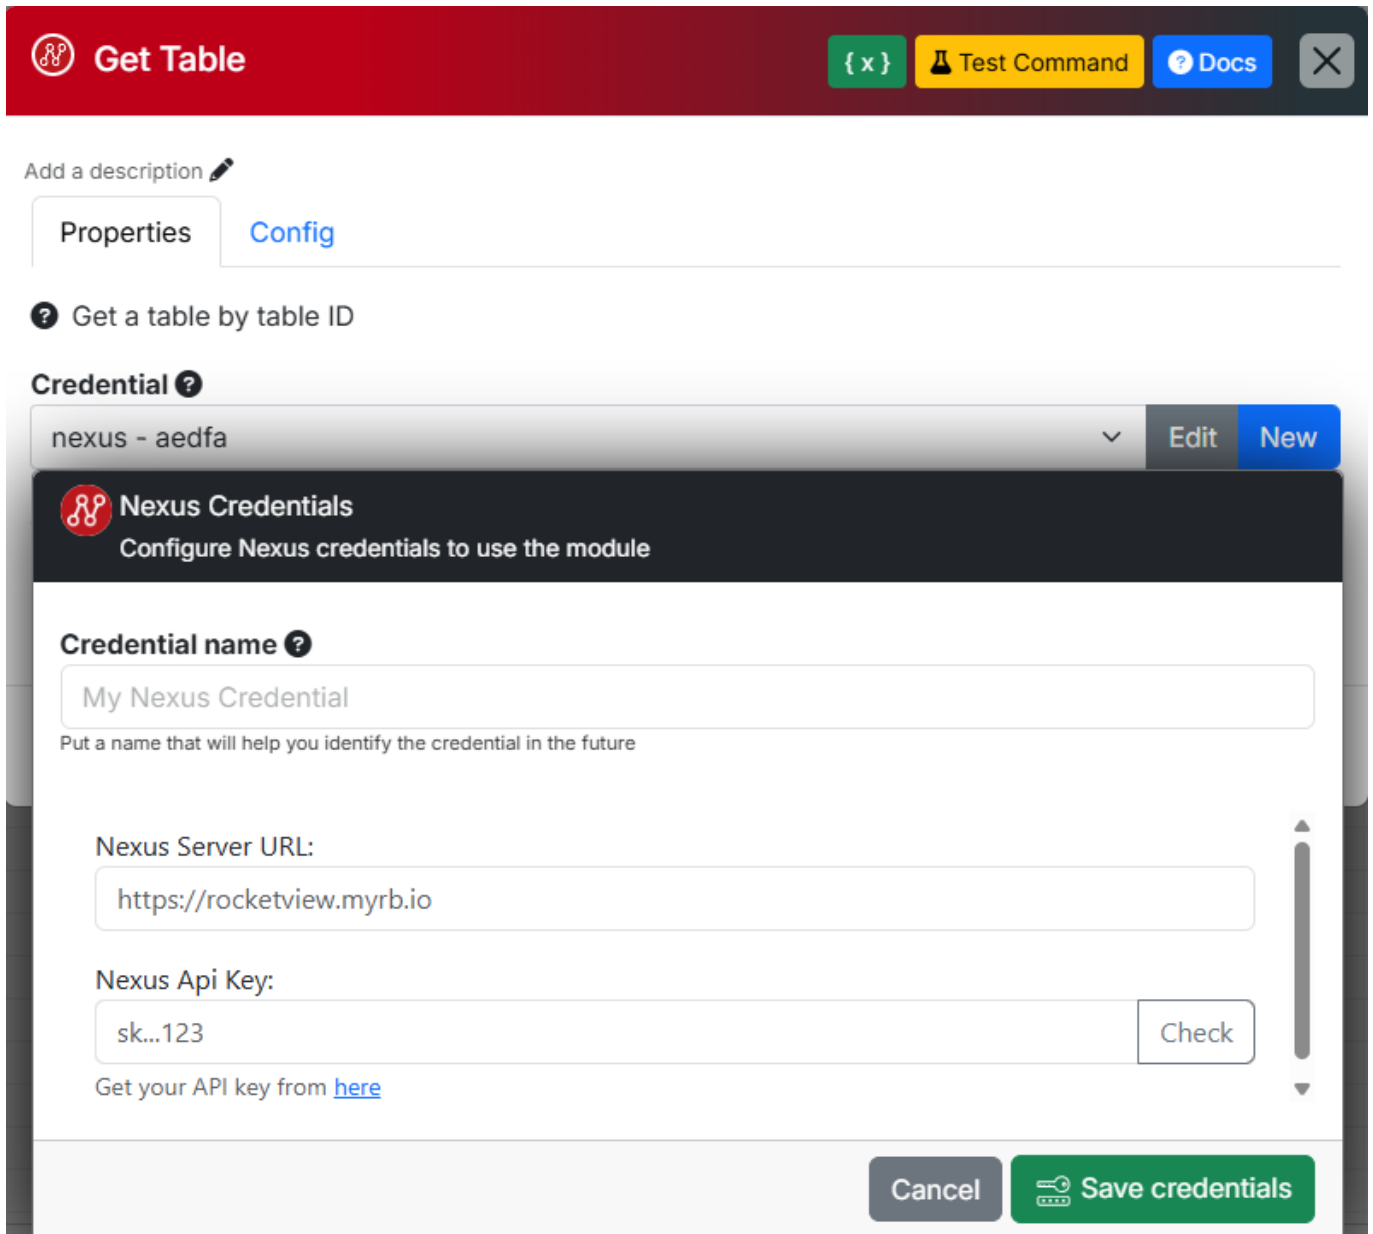 Get Table
{ x }
Test Command
Docs
Add a description
Properties
Config
Get a table by table ID
Credential
nexus - aedfa
Edit
New
Nexus Credentials
Configure Nexus credentials to use the module
Credential name
My Nexus Credential
Put a name that will help you identify the credential in the future
Nexus Server URL:
https://rocketview.myrb.io
Nexus Api Key:
sk...123
Check
Get your API key from here
Cancel
Save credentials